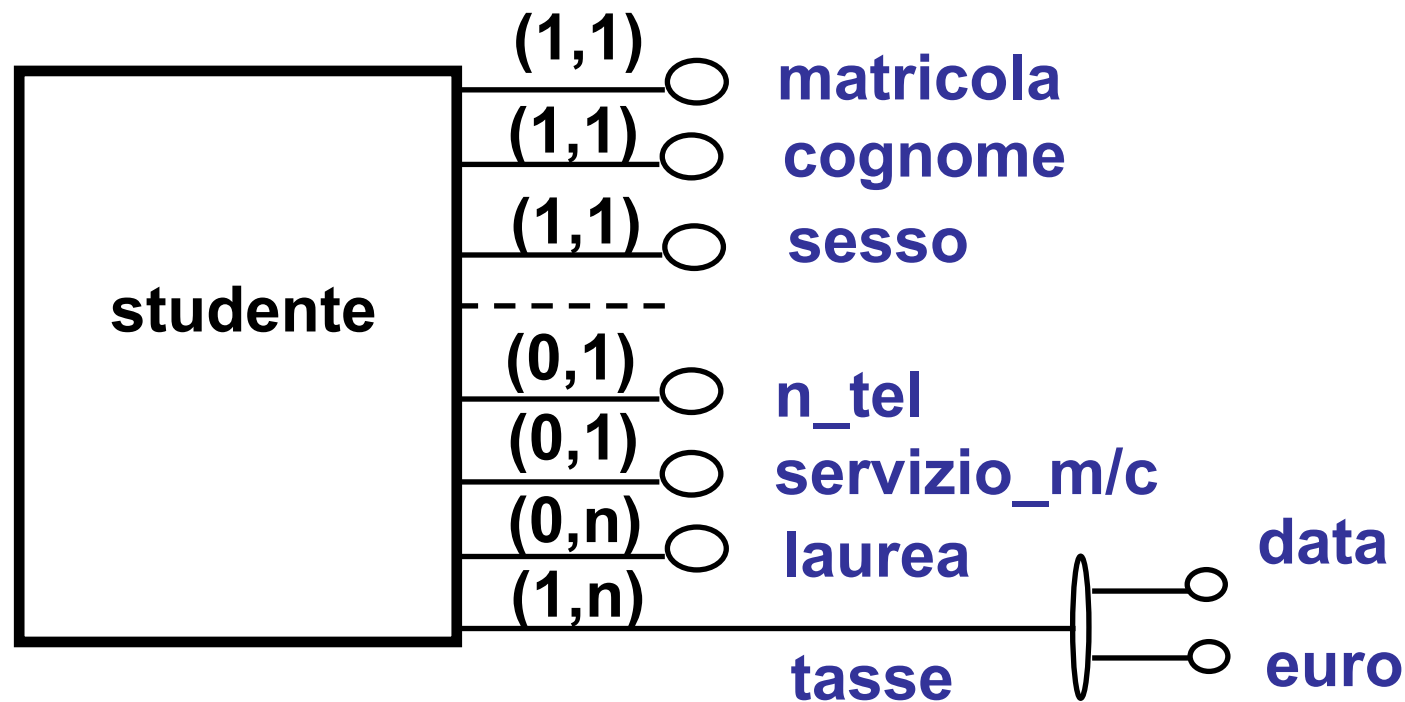 (1,1) matricola
(1,1) cognome
(1,1) sesso
studente
(0,1) n_tel
(0,1) servizio_m/c
(0,n) laurea
(1,n) tasse
data
euro